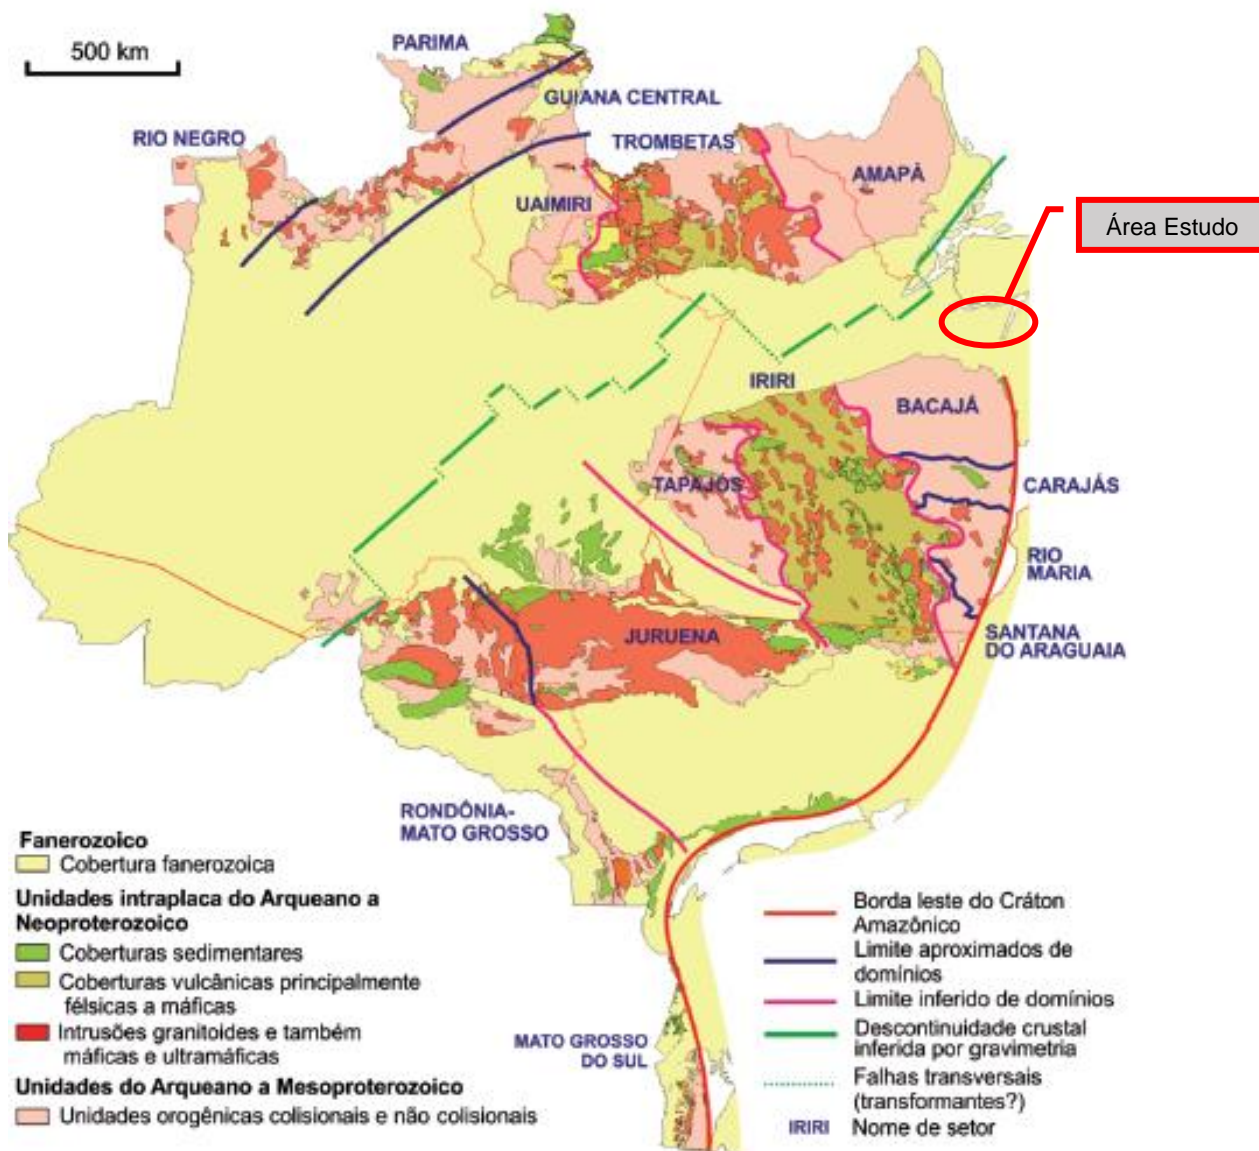 500 km
PARIMA
GUIANA CENTRAL
RIO NEGRO
TROMBETAS
AMAPÁ
UAIMIRI
Área Estudo
IRIRI
BACAJÁ
TAPAJÓS
CARAJÁS
RIO
MARIA
JURUENA
SANTANA
DO ARAGUAIA
RONDÔNIA-
MATO GROSSO
MATO GROSSO
DO SUL
Fanerozoico
Cobertura fanerozoica
Unidades intraplaca do Arqueano a
Neoproterozoico
Coberturas sedimentares
Coberturas vulcânicas principalmente
félsicas a máficas
Intrusões granitoides e também
máficas e ultramáficas
Unidades do Arqueano a Mesoproterozoico
Unidades orogênicas colisionais e não colisionais
Borda leste do Cráton
Amazônico
Limite aproximados de
domínios
Limite inferido de domínios
Descontinuidade crustal
inferida por gravimetria
Falhas transversais
(transformantes?)
IRIRI Nome de setor